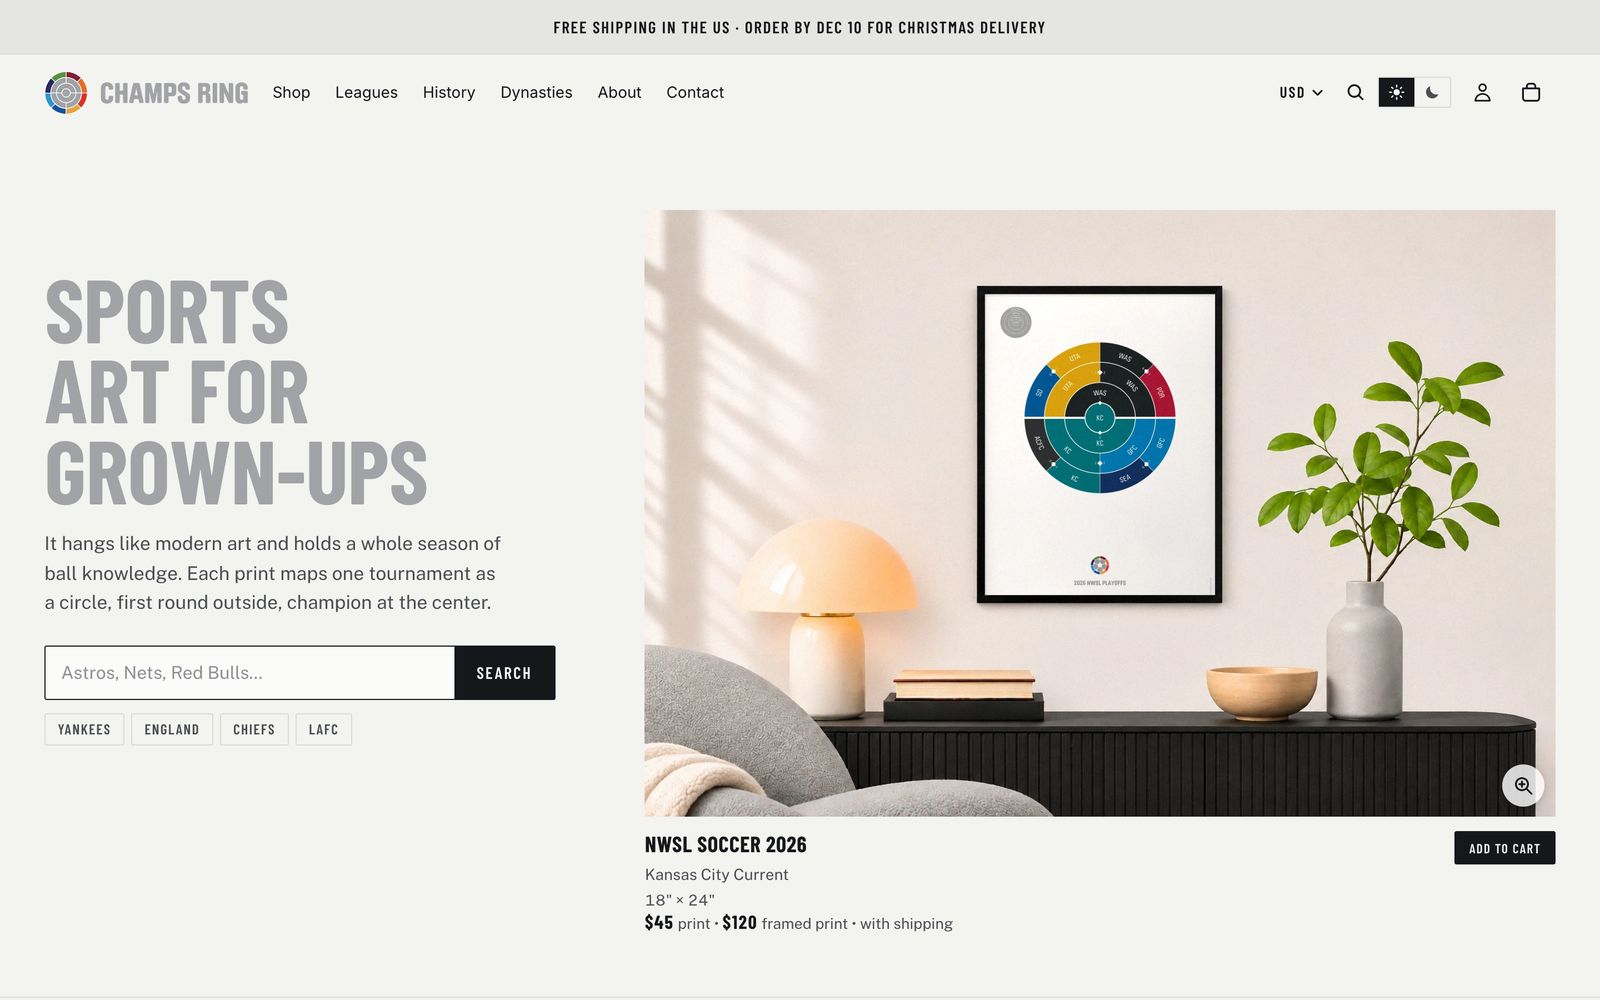 FREE SHIPPING IN THE US · ORDER BY DEC 10 FOR CHRISTMAS DELIVERY
CHAMPS RING
Shop Leagues History Dynasties About Contact
USD
SPORTS
ART FOR
GROWN-UPS
It hangs like modern art and holds a whole season of
ball knowledge. Each print maps one tournament as
a circle, first round outside, champion at the center.
Astros, Nets, Red Bulls...
SEARCH
YANKEES ENGLAND CHIEFS LAFC
UTA WAS
SD UTA WAS POR
WAS
KC
ACFC KC KC GFC GFC
KC SEA
2026 NWSL PLAYOFFS
NWSL SOCCER 2026
ADD TO CART
Kansas City Current
18" × 24"
$45 print • $120 framed print • with shipping